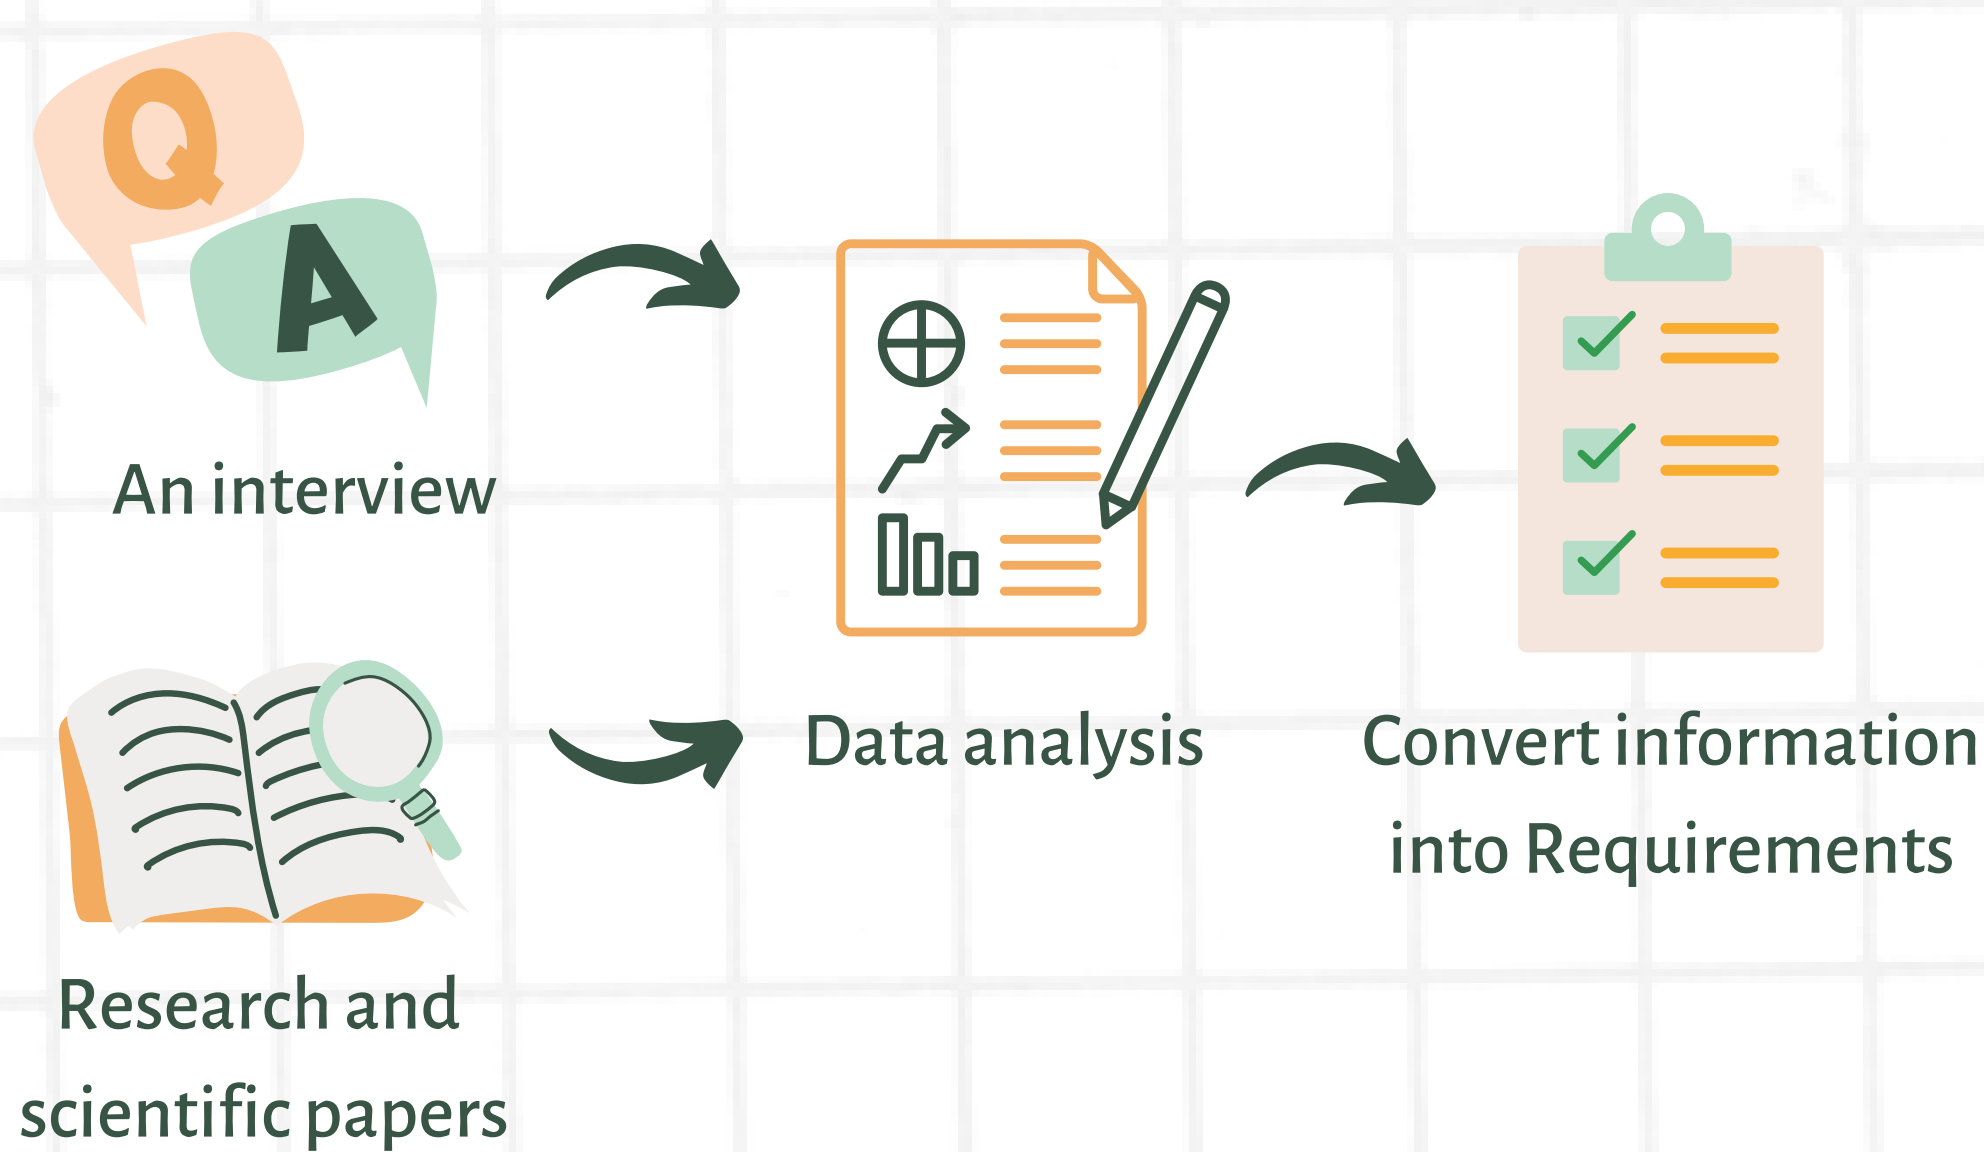 Q
A
An interview
Research and
scientific papers
Data analysis
Convert information
into Requirements